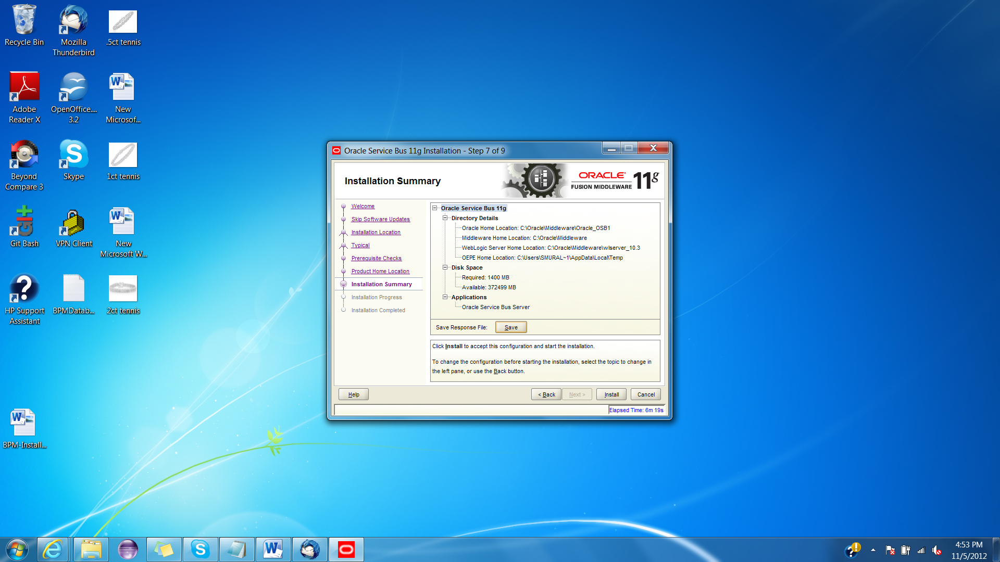 Recycle Bin
Mozilla
Thunderbird
.5ct tennis
Adobe
Reader X
OpenOffice....
3.2
New
Microsof...
Beyond
Compare 3
Skype
1ct tennis
Git Bash
VPN Client
New
Microsoft W...
HP Support
Assistant
BPMDatab...
2ct tennis
BPM-Install...
Oracle Service Bus 11g Installation - Step 7 of 9
Installation Summary
ORACLE
FUSION MIDDLEWARE
11g
Welcome
Skip Software Updates
Installation Location
Typical
Prerequisite Checks
Product Home Location
Installation Summary
Installation Progress
Installation Completed
Oracle Service Bus 11g
Directory Details
Oracle Home Location: C:\Oracle\Middleware\Oracle_OSB1
Middleware Home Location: C:\Oracle\Middleware
WebLogic Server Home Location: C:\Oracle\Middleware\wlserver_10.3
OEPE Home Location: C:\Users\SMURAL~1\AppData\Local\Temp
Disk Space
Required: 1400 MB
Available: 372499 MB
Applications
Oracle Service Bus Server
Save Response File: Save
Click Install to accept this configuration and start the installation.
To change the configuration before starting the installation, select the topic to change in
the left pane, or use the Back button.
Help < Back Next > Install Cancel
Elapsed Time: 6m 19s
4:53 PM
11/5/2012